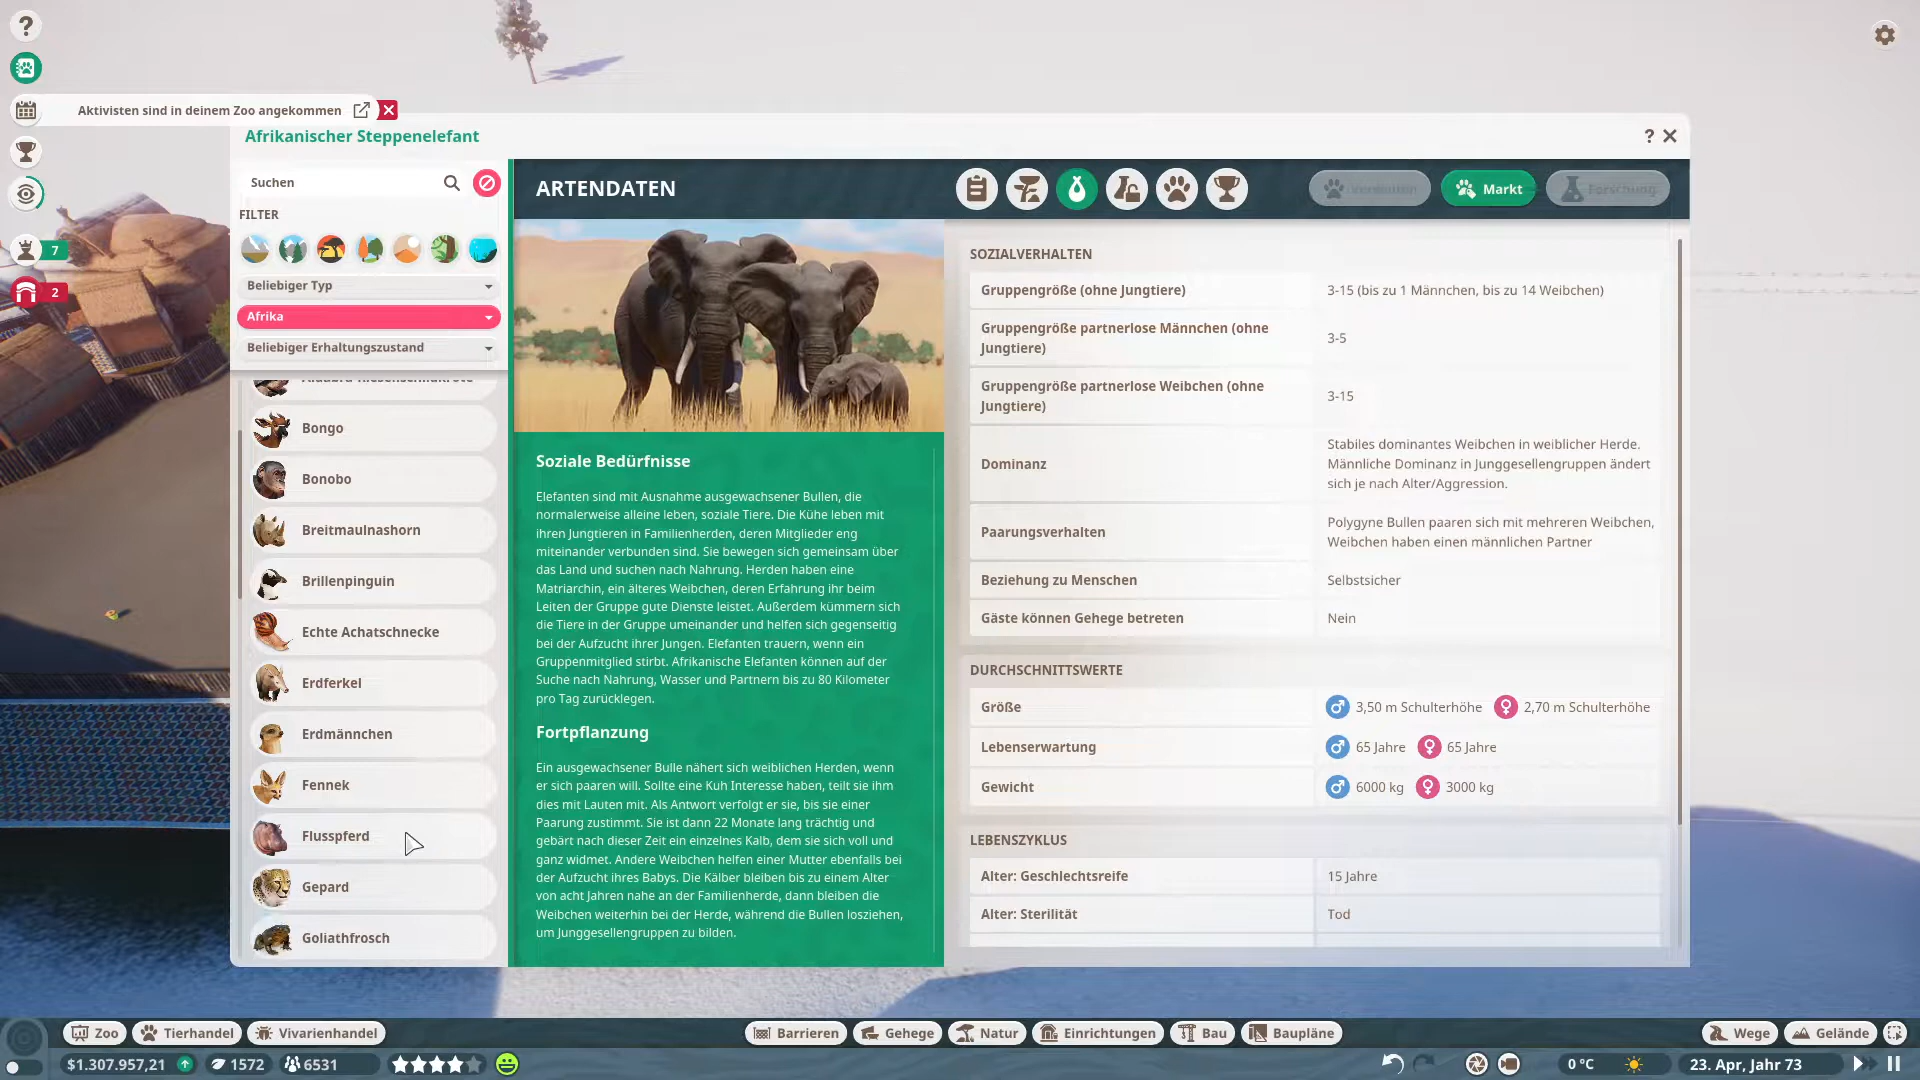 Aktivisten sind in deinem Zoo angekommen
Afrikanischer Steppenelefant
?
Suchen
FILTER
Beliebiger Typ
Afrika
Beliebiger Erhaltungszustand
Bongo
Bonobo
Breitmaulnashorn
Brillenpinguin
Echte Achatschnecke
Erdferkel
Erdmännchen
Fennek
Flusspferd
Gepard
Goliathfrosch
7
2
ARTENDATEN
Markt
Forschung
Soziale Bedürfnisse
Elefanten sind mit Ausnahme ausgewachsener Bullen, die
normalerweise alleine leben, soziale Tiere. Die Kühe leben mit
ihren Jungtieren in Familienherden, deren Mitglieder eng
miteinander verbunden sind. Sie bewegen sich gemeinsam über
das Land und suchen nach Nahrung. Herden haben eine
Matriarchin, ein älteres Weibchen, deren Erfahrung ihr beim
Leiten der Gruppe gute Dienste leistet. Außerdem kümmern sich
die Tiere in der Gruppe umeinander und helfen sich gegenseitig
bei der Aufzucht ihrer Jungen. Elefanten trauern, wenn ein
Gruppenmitglied stirbt. Afrikanische Elefanten können auf der
Suche nach Nahrung, Wasser und Partnern bis zu 80 Kilometer
pro Tag zurücklegen.
Fortpflanzung
Ein ausgewachsener Bulle nähert sich weiblichen Herden, wenn
er sich paaren will. Sollte eine Kuh Interesse haben, teilt sie ihm
dies mit Lauten mit. Als Antwort verfolgt er sie, bis sie einer
Paarung zustimmt. Sie ist dann 22 Monate lang trächtig und
gebärt nach dieser Zeit ein einzelnes Kalb, dem sie sich voll und
ganz widmet. Andere Weibchen helfen einer Mutter ebenfalls bei
der Aufzucht ihres Babys. Die Kälber bleiben bis zu einem Alter
von acht Jahren nahe an der Familienherde, dann bleiben die
Weibchen weiterhin bei der Herde, während die Bullen losziehen,
um Junggesellengruppen zu bilden.
SOZIALVERHALTEN
Gruppengröße (ohne Jungtiere) 3-15 (bis zu 1 Männchen, bis zu 14 Weibchen)
Gruppengröße partnerlose Männchen (ohne
Jungtiere) 3-5
Gruppengröße partnerlose Weibchen (ohne
Jungtiere) 3-15
Dominanz
Stabiles dominantes Weibchen in weiblicher Herde.
Männliche Dominanz in Junggesellengruppen ändert
sich je nach Alter/Aggression.
Paarungsverhalten
Polygyne Bullen paaren sich mit mehreren Weibchen,
Weibchen haben einen männlichen Partner
Beziehung zu Menschen Selbstsicher
Gäste können Gehege betreten Nein
DURCHSCHNITTSWERTE
Größe 3,50 m Schulterhöhe 2,70 m Schulterhöhe
Lebenserwartung 65 Jahre 65 Jahre
Gewicht 6000 kg 3000 kg
LEBENSZYKLUS
Alter: Geschlechtsreife 15 Jahre
Alter: Sterilität Tod
Zoo Tierhandel Vivarienhandel Barrieren Gehege Natur Einrichtungen Bau Baupläne Wege Gelände
$1.307.957,21 1572 6531 0 °C 23. Apr, Jahr 73